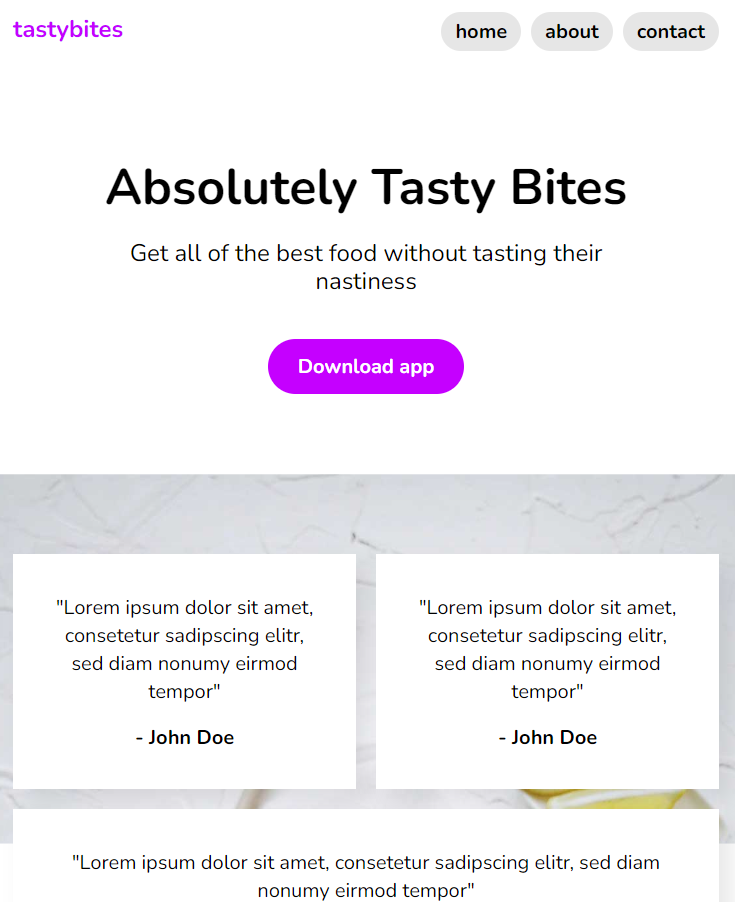 tastybites
home about contact
Absolutely Tasty Bites
Get all of the best food without tasting their
nastiness
Download app
"Lorem ipsum dolor sit amet,
consetetur sadipscing elitr,
sed diam nonumy eirmod
tempor"
- John Doe
"Lorem ipsum dolor sit amet,
consetetur sadipscing elitr,
sed diam nonumy eirmod
tempor"
- John Doe
"Lorem ipsum dolor sit amet, consetetur sadipscing elitr, sed diam
nonumy eirmod tempor"